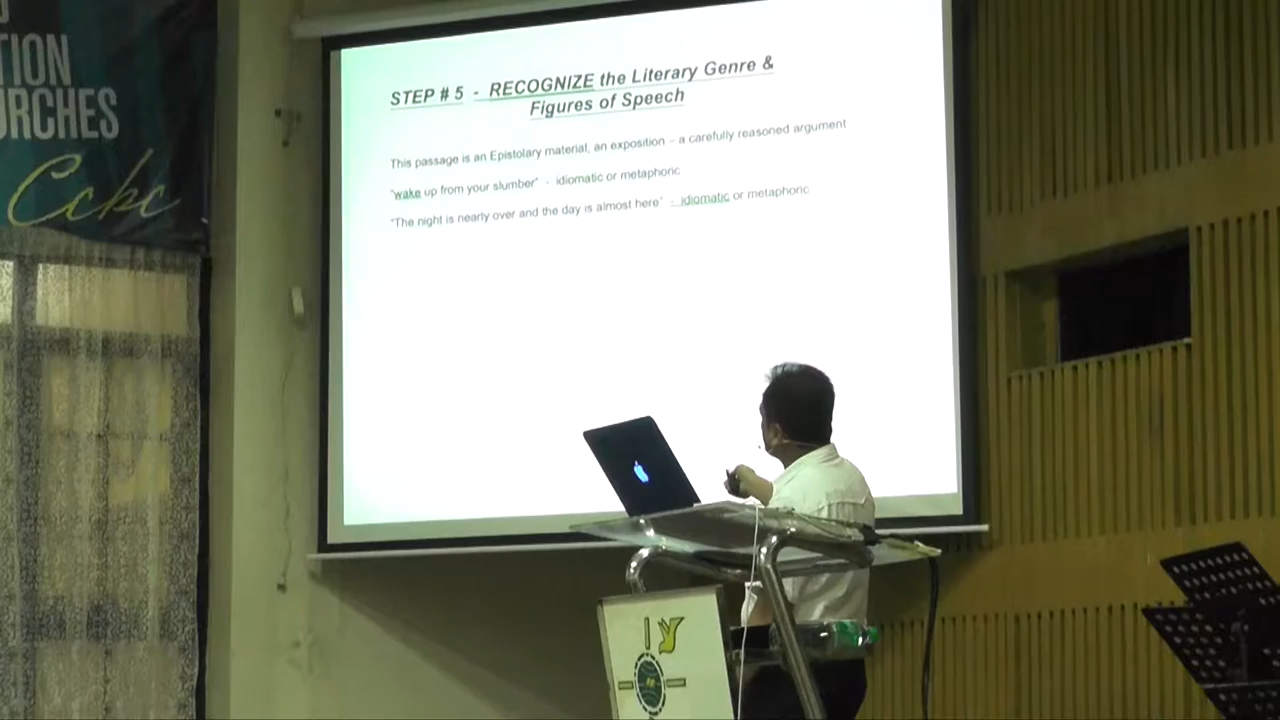 TION
URCHES
Cckc
STEP # 5 - RECOGNIZE the Literary Genre &
Figures of Speech
This passage is an Epistolary material, an exposition – a carefully reasoned argument
"wake up from your slumber" - idiomatic or metaphoric
"The night is nearly over and the day is almost here" - idiomatic or metaphoric